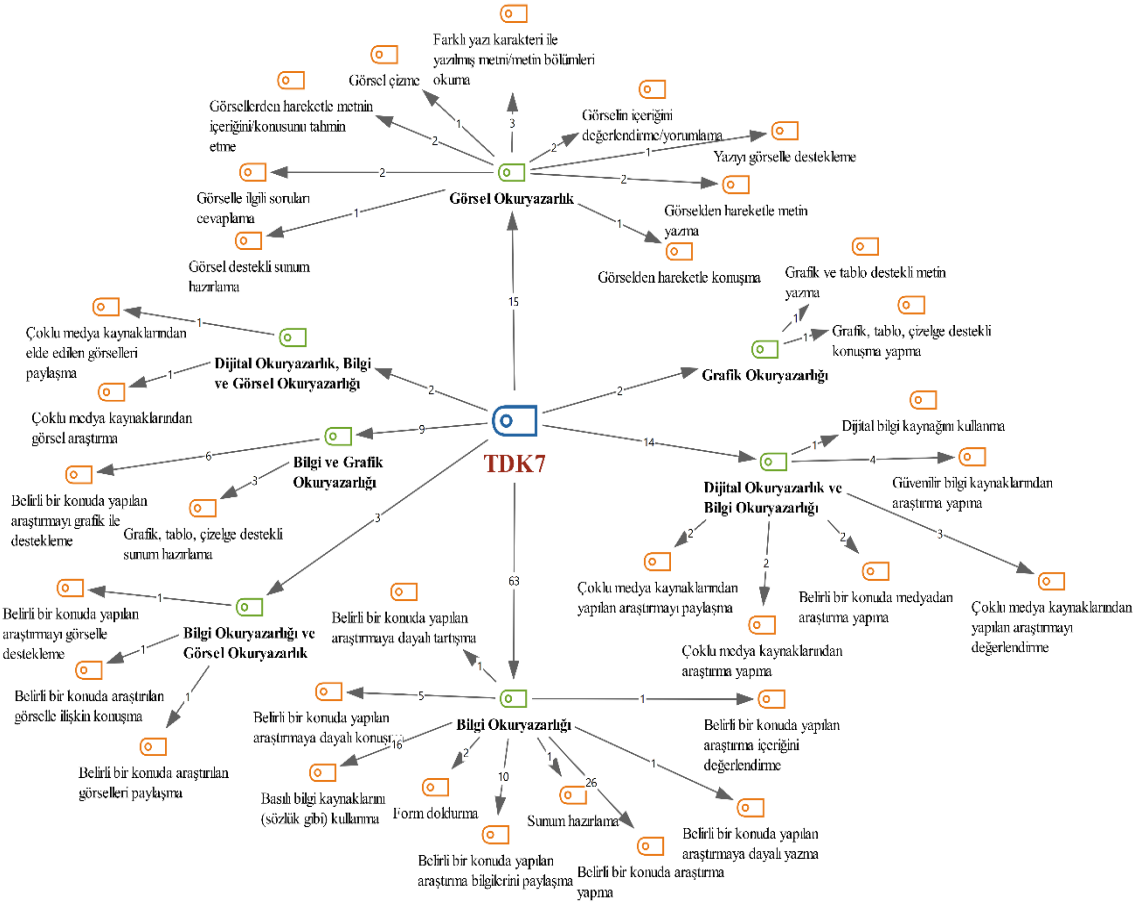 Farklı yazı karakteri ile
yazılmış metni/metin bölümleri
okuma
Görsel çizme
Görsellerden hareketle metnin
içeriğini/konusunu tahmin
etme
Görselin içeriğini
değerlendirme/yorumlama
Yazıyı görselle destekleme
1
3
2
2
1
2
2
Görsel Okuryazarlık
Görselle ilgili soruları
cevaplama
Görselden hareketle metin
yazma
1
1
Görsel destekli sunum
hazırlama
Görselden hareketle konuşma
15
Grafik ve tablo destekli metin
yazma
1
1
Grafik, tablo, çizelge destekli
konuşma yapma
Grafik Okuryazarlığı
2
1
Çoklu medya kaynaklarından
elde edilen görselleri
paylaşma
Dijital Okuryazarlık, Bilgi
ve Görsel Okuryazarlığı
1
2
Çoklu medya kaynaklarından
görsel araştırma
TDK7
9
6
Bilgi ve Grafik
Okuryazarlığı
3
Belirli bir konuda yapılan
araştırmayı grafik ile
destekleme
Grafik, tablo, çizelge destekli
sunum hazırlama
14
Dijital bilgi kaynağını kullanma
1
4
Güvenilir bilgi kaynaklarından
araştırma yapma
Dijital Okuryazarlık ve
Bilgi Okuryazarlığı
2
2
2
3
Çoklu medya kaynaklarından
yapılan araştırmayı paylaşma
Belirli bir konuda medyadan
araştırma yapma
Çoklu medya kaynaklarından
yapılan araştırmayı
değerlendirme
Çoklu medya kaynaklarından
araştırma yapma
3
1
Belirli bir konuda yapılan
araştırmayı görselle
destekleme
Bilgi Okuryazarlığı ve
Görsel Okuryazarlık
1
1
Belirli bir konuda araştırılan
görselle ilişkin konuşma
Belirli bir konuda araştırılan
görselleri paylaşma
63
Belirli bir konuda yapılan
araştırmaya dayalı tartışma
1
5
1
Bilgi Okuryazarlığı
Belirli bir konuda yapılan
araştırmaya dayalı konuşma
Belirli bir konuda yapılan
araştırma içeriğini
değerlendirme
16
2
10
1
26
1
Basılı bilgi kaynaklarını
(sözlük gibi) kullanma
Form doldurma
Sunum hazırlama
Belirli bir konuda yapılan
araştırma bilgilerini paylaşma
Belirli bir konuda araştırma
yapma
Belirli bir konuda yapılan
araştırmaya dayalı yazma